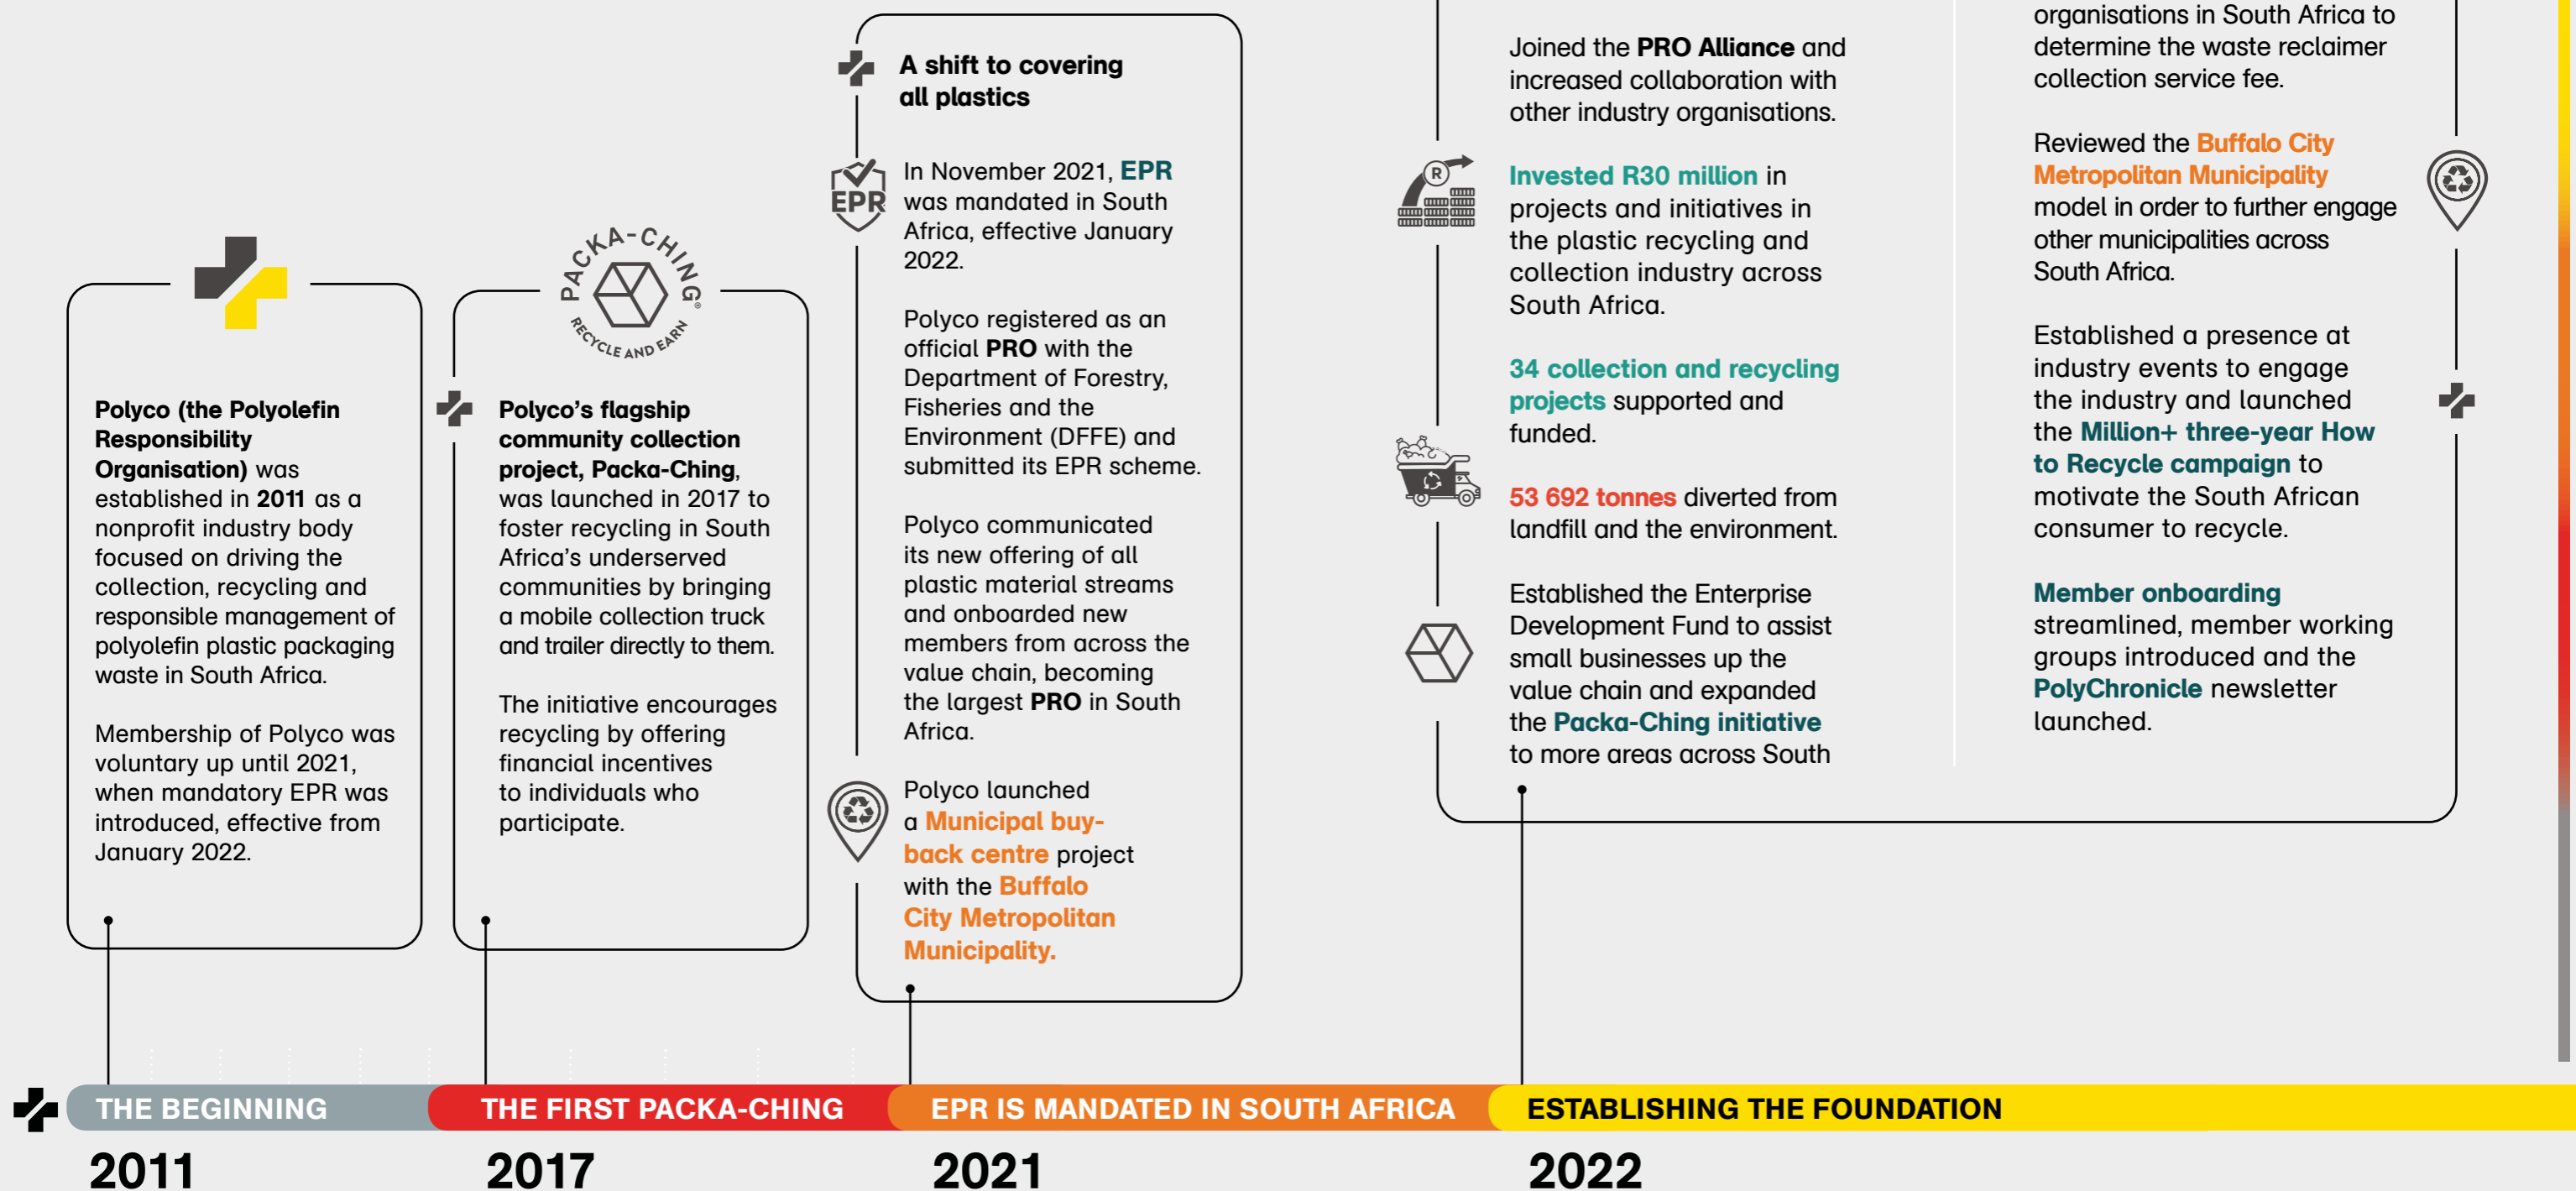 Polyco (the Polyolefin
Responsibility
Organisation) was
established in 2011 as a
nonprofit industry body
focused on driving the
collection, recycling and
responsible management of
polyolefin plastic packaging
waste in South Africa.
Membership of Polyco was
voluntary up until 2021,
when mandatory EPR was
introduced, effective from
January 2022.
PACKA-CHING®
RECYCLE AND EARN
Polyco's flagship
community collection
project, Packa-Ching,
was launched in 2017 to
foster recycling in South
Africa's underserved
communities by bringing
a mobile collection truck
and trailer directly to them.
The initiative encourages
recycling by offering
financial incentives
to individuals who
participate.
A shift to covering
all plastics
EPR
In November 2021, EPR
was mandated in South
Africa, effective January
2022.
Polyco registered as an
official PRO with the
Department of Forestry,
Fisheries and the
Environment (DFFE) and
submitted its EPR scheme.
Polyco communicated
its new offering of all
plastic material streams
and onboarded new
members from across the
value chain, becoming
the largest PRO in South
Africa.
Polyco launched
a Municipal buy-
back centre project
with the Buffalo
City Metropolitan
Municipality.
Joined the PRO Alliance and
increased collaboration with
other industry organisations.
R
Invested R30 million in
projects and initiatives in
the plastic recycling and
collection industry across
South Africa.
34 collection and recycling
projects supported and
funded.
53 692 tonnes diverted from
landfill and the environment.
Established the Enterprise
Development Fund to assist
small businesses up the
value chain and expanded
the Packa-Ching initiative
to more areas across South
organisations in South Africa to
determine the waste reclaimer
collection service fee.
Reviewed the Buffalo City
Metropolitan Municipality
model in order to further engage
other municipalities across
South Africa.
Established a presence at
industry events to engage
the industry and launched
the Million+ three-year How
to Recycle campaign to
motivate the South African
consumer to recycle.
Member onboarding
streamlined, member working
groups introduced and the
PolyChronicle newsletter
launched.
THE BEGINNING
THE FIRST PACKA-CHING
EPR IS MANDATED IN SOUTH AFRICA
ESTABLISHING THE FOUNDATION
2011
2017
2021
2022